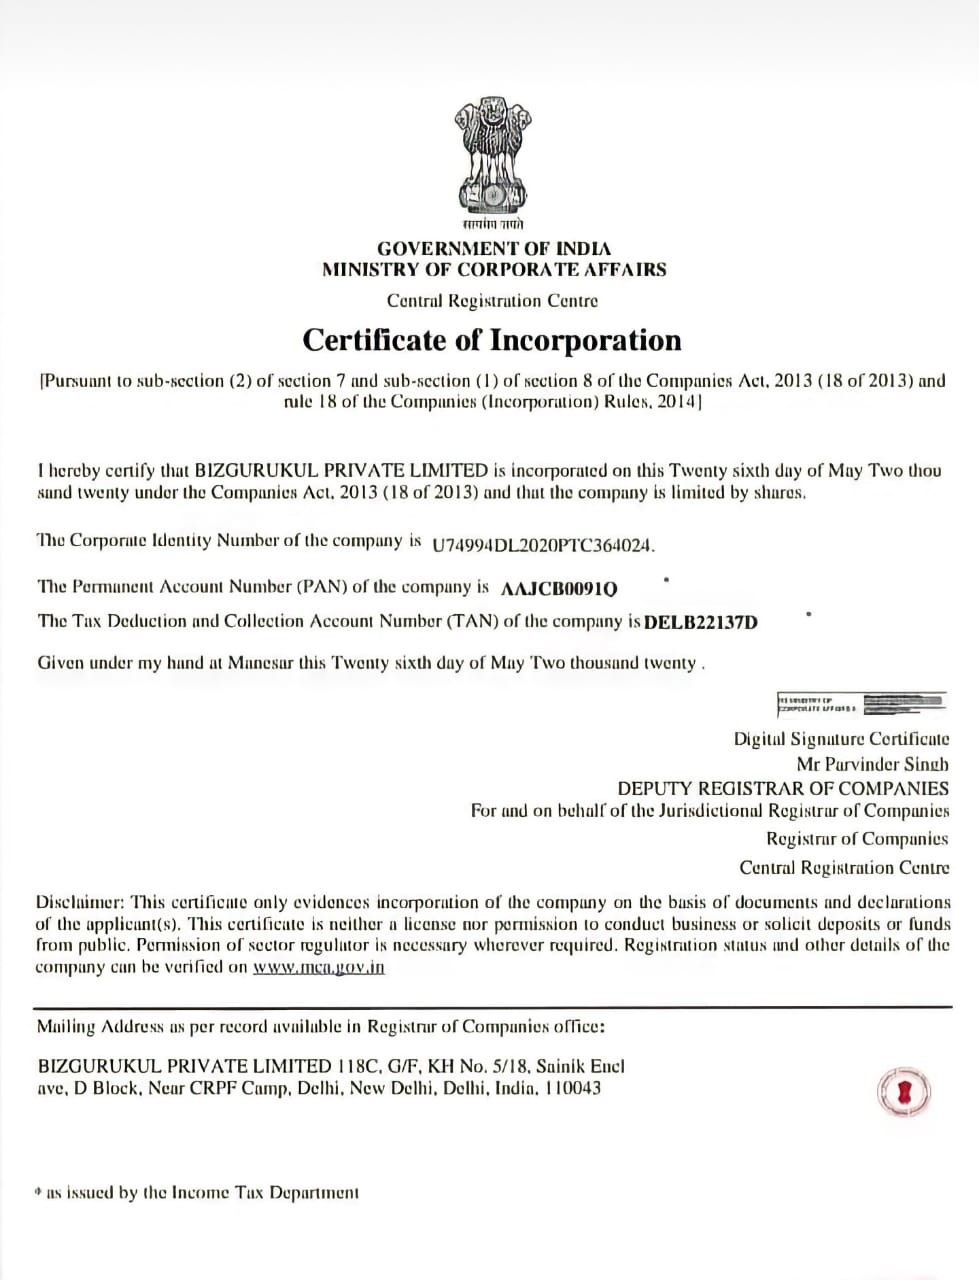 GOVERNMENT OF INDIA
MINISTRY OF CORPORATE AFFAIRS
Central Registration Centre
Certificate of Incorporation
[Pursuant to sub-section (2) of section 7 and sub-section (1) of section 8 of the Companies Act, 2013 (18 of 2013) and
rule 18 of the Companies (Incorporation) Rules, 2014]
I hereby certify that BIZGURUKUL PRIVATE LIMITED is incorporated on this Twenty sixth day of May Two thou
sand twenty under the Companies Act, 2013 (18 of 2013) and that the company is limited by shares.
The Corporate Identity Number of the company is U74994DL2020PTC364024.
The Permanent Account Number (PAN) of the company is AAJCB0091Q *
The Tax Deduction and Collection Account Number (TAN) of the company is DELB22137D *
Given under my hand at Manesar this Twenty sixth day of May Two thousand twenty .
Digital Signature Certificate
Mr Parvinder Singh
DEPUTY REGISTRAR OF COMPANIES
For and on behalf of the Jurisdictional Registrar of Companies
Registrar of Companies
Central Registration Centre
Disclaimer: This certificate only evidences incorporation of the company on the basis of documents and declarations
of the applicant(s). This certificate is neither a license nor permission to conduct business or solicit deposits or funds
from public. Permission of sector regulator is necessary wherever required. Registration status and other details of the
company can be verified on www.mca.gov.in
Mailing Address as per record available in Registrar of Companies office:
BIZGURUKUL PRIVATE LIMITED 118C, G/F, KH No. 5/18, Sainik Encl
ave, D Block, Near CRPF Camp, Delhi, New Delhi, Delhi, India, 110043
* as issued by the Income Tax Department